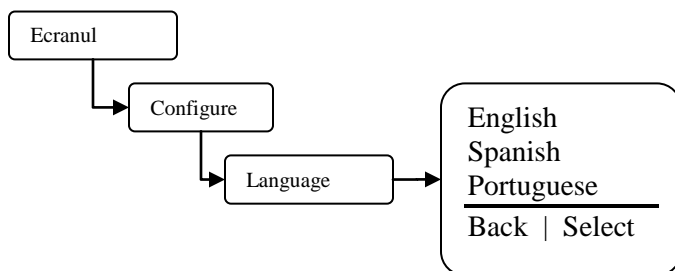 Ecranul
Configure
Language
English
Spanish
Portuguese
Back | Select